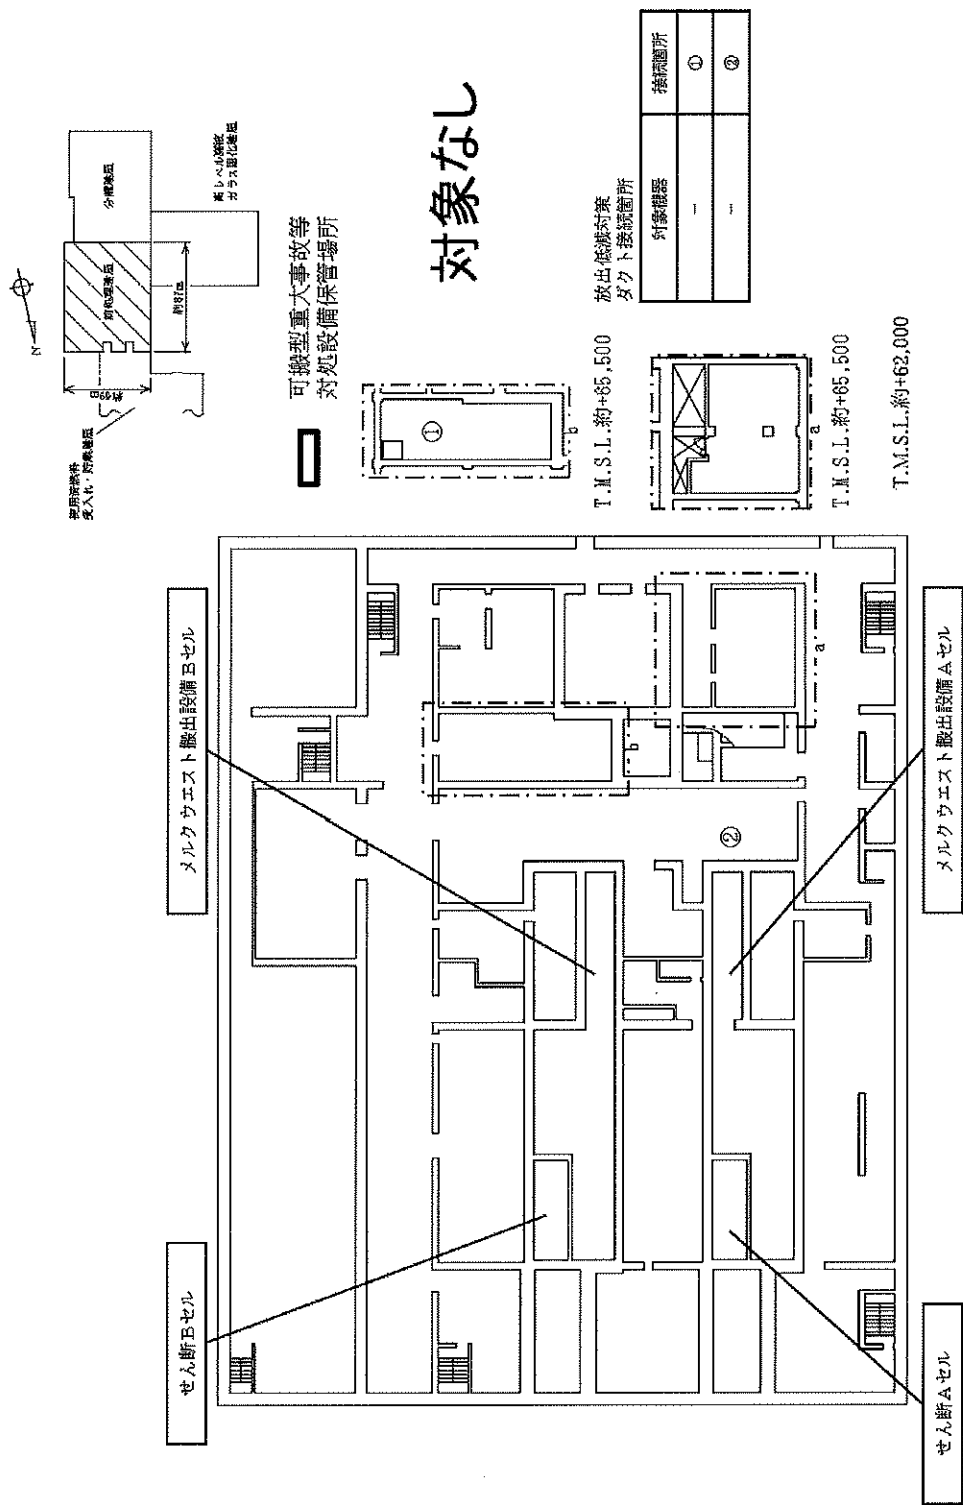 N
使用済燃料
受入れ・貯蔵建屋
約69m
前処理建屋
約87m
分離建屋
高レベル廃液
ガラス固化建屋
可搬型重大事故等
対処設備保管場所
対象なし
放出低減対策
ダクト接続箇所
対象機器 接続箇所
－ ①
－ ②
①
b
T.M.S.L.約+65,500
a
T.M.S.L.約+65,500
T.M.S.L.約+62,000
せん断Bセル
メルクウエスト搬出設備Bセル
b
a
②
せん断Aセル
メルクウエスト搬出設備Aセル